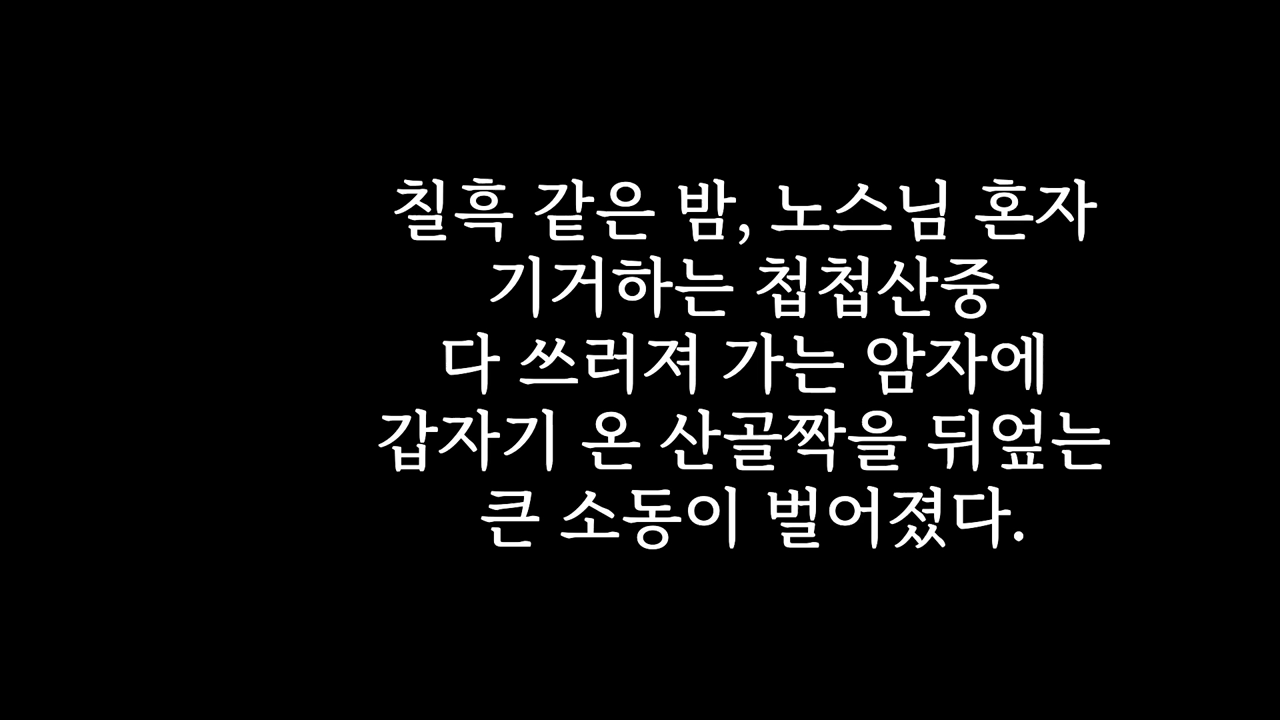 칠흑 같은 밤, 노스님 혼자
기거하는 첩첩산중
다 쓰러져 가는 암자에
갑자기 온 산골짝을 뒤엎는
큰 소동이 벌어졌다.